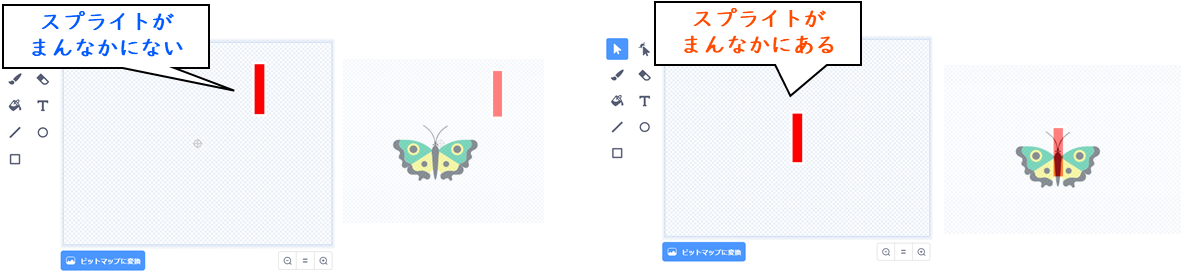 スプライトが
まんなかにない
ビットマップに変換
スプライトが
まんなかにある
ビットマップに変換